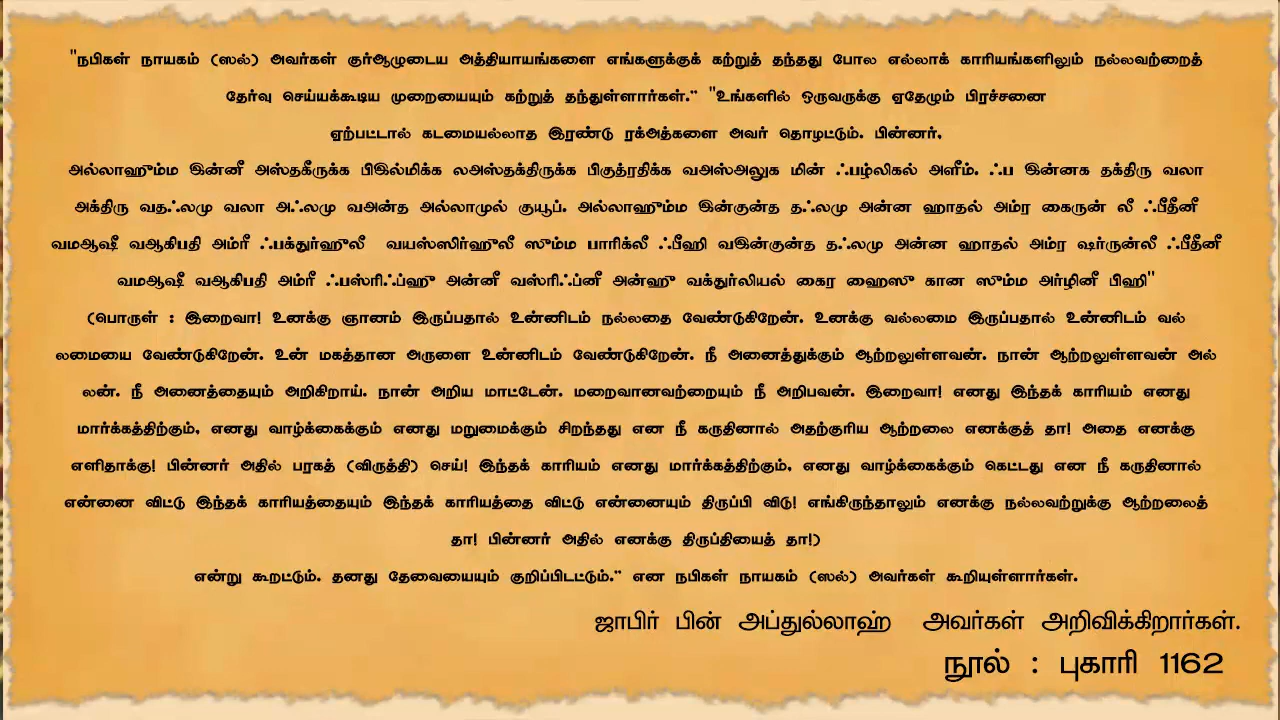 "நபிகள் நாயகம் (ஸல்) அவர்கள் குர்ஆனுடைய அத்தியாயங்களை எங்களுக்குக் கற்றுத் தந்தது போல எல்லாக் காரியங்களிலும் நல்லவற்றைத்
தேர்வு செய்யக்கூடிய முறையையும் கற்றுத் தந்துள்ளார்கள்.” "உங்களில் ஒருவருக்கு ஏதேனும் பிரச்சனை
ஏற்பட்டால் கடமையல்லாத இரண்டு ரக்அத்களை அவர் தொழட்டும். பின்னர்,
அல்லாஹும்ம இன்னீ அஸ்தகீருக்க பிஇல்மிக்க லஅஸ்தக்திருக்க பிகுத்ரதிக்க வஅஸ்அலுக மின் ஃபழ்லிகல் அளீம். ஃப இன்னக தக்திரு வலா
அக்திரு வதஃலமு வலா அஃலமு வஅன்த அல்லாமுல் குயூப். அல்லாஹும்ம இன்குன்த தஃலமு அன்ன ஹாதல் அம்ர கைருன் லீ ஃபீதீனீ
வமஆஷீ வஆகிபதி அம்ரீ ஃபக்துர்ஹுலீ வயஸ்ஸிர்ஹுலீ ஸும்ம பாரிக்லீ ஃபீஹி வஇன்குன்த தஃலமு அன்ன ஹாதல் அம்ர ஷர்ருன்லீ ஃபீதீனீ
வமஆஷீ வஆகிபதி அம்ரீ ஃபஸ்ரிஃப்ஹு அன்னீ வஸ்ரிஃப்னீ அன்ஹு வக்துர்லியல் கைர ஹைஸு கான ஸும்ம அர்ழினீ பிஹி"
(பொருள் : இறைவா! உனக்கு ஞானம் இருப்பதால் உன்னிடம் நல்லதை வேண்டுகிறேன். உனக்கு வல்லமை இருப்பதால் உன்னிடம் வல்
லமையை வேண்டுகிறேன். உன் மகத்தான அருளை உன்னிடம் வேண்டுகிறேன். நீ அனைத்துக்கும் ஆற்றலுள்ளவன். நான் ஆற்றலுள்ளவன் அல்
லன். நீ அனைத்தையும் அறிகிறாய். நான் அறிய மாட்டேன். மறைவானவற்றையும் நீ அறிபவன். இறைவா! எனது இந்தக் காரியம் எனது
மார்க்கத்திற்கும், எனது வாழ்க்கைக்கும் எனது மறுமைக்கும் சிறந்தது என நீ கருதினால் அதற்குரிய ஆற்றலை எனக்குத் தா! அதை எனக்கு
எளிதாக்கு! பின்னர் அதில் பரகத் (விருத்தி) செய்! இந்தக் காரியம் எனது மார்க்கத்திற்கும், எனது வாழ்க்கைக்கும் கெட்டது என நீ கருதினால்
என்னை விட்டு இந்தக் காரியத்தையும் இந்தக் காரியத்தை விட்டு என்னையும் திருப்பி விடு! எங்கிருந்தாலும் எனக்கு நல்லவற்றுக்கு ஆற்றலைத்
தா! பின்னர் அதில் எனக்கு திருப்தியைத் தா!)
என்று கூறட்டும். தனது தேவையையும் குறிப்பிடட்டும்.” என நபிகள் நாயகம் (ஸல்) அவர்கள் கூறியுள்ளார்கள்.
ஜாபிர் பின் அப்துல்லாஹ் அவர்கள் அறிவிக்கிறார்கள்.
நூல் : புகாரி 1162